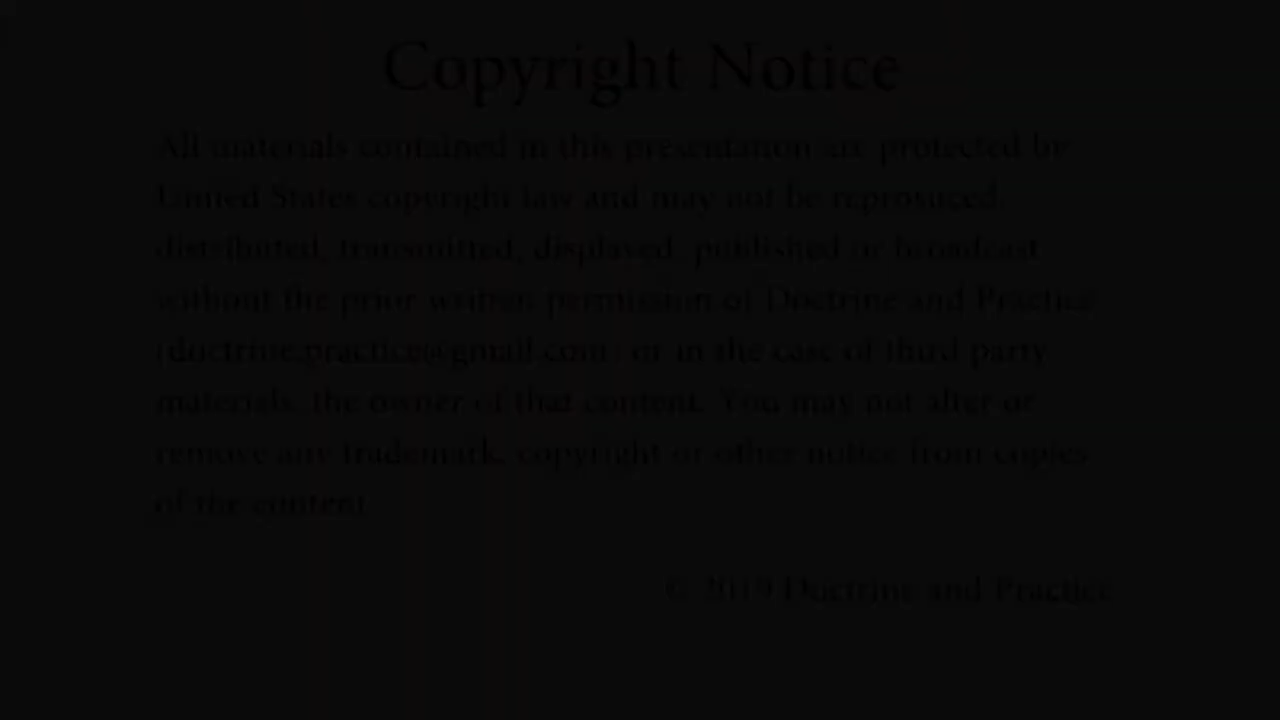 Copyright Notice
All materials contained in this presentation are protected by
United States copyright law and may not be reprosuced,
distributed, transmitted, displayed, published or broadcast
without the prior written permission of Doctrine and Practice
(doctrine.practice@gmail.com) or in the case of third party
materials, the owner of that content. You may not alter or
remove any trademark, copyright or other notice from copies
of the content.
© 2019 Doctrine and Practice